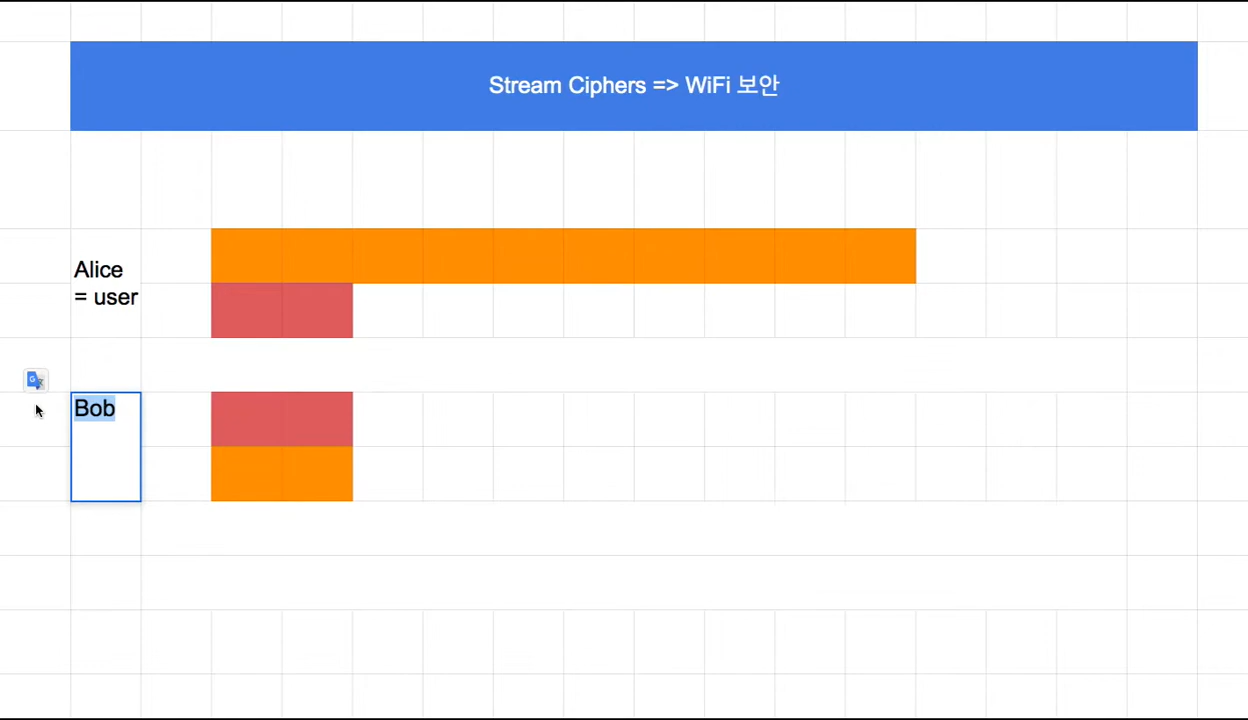 Stream Ciphers => WiFi 보안
Alice
= user
Bob